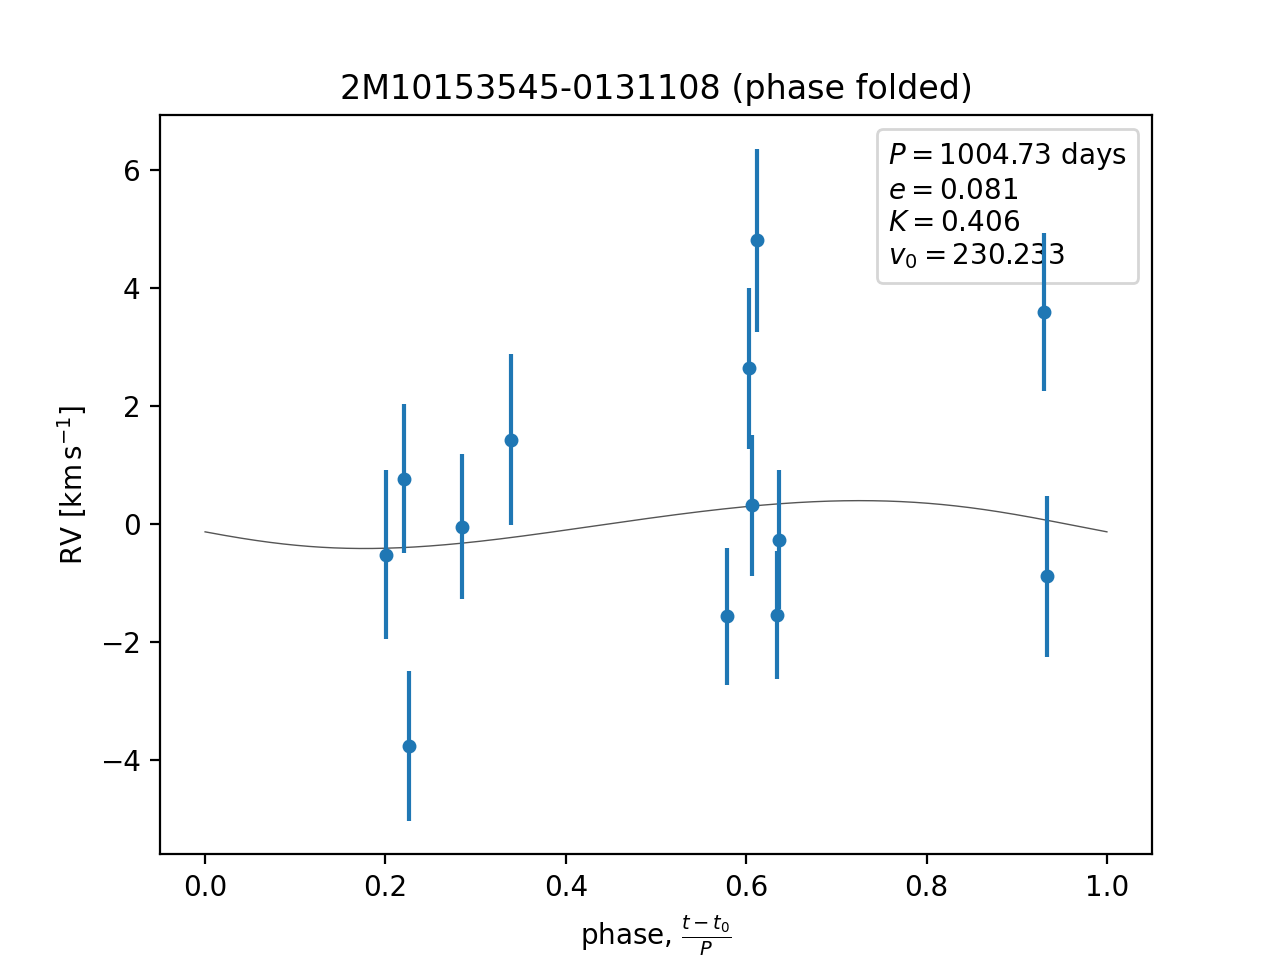 2M10153545-0131108 (phase folded)
P = 1004.73 days
e = 0.081
K = 0.406
v₀ = 230.233
6
4
2
0
−2
−4
RV [km s⁻¹]
0.0 0.2 0.4 0.6 0.8 1.0
phase, (t − t₀)/P